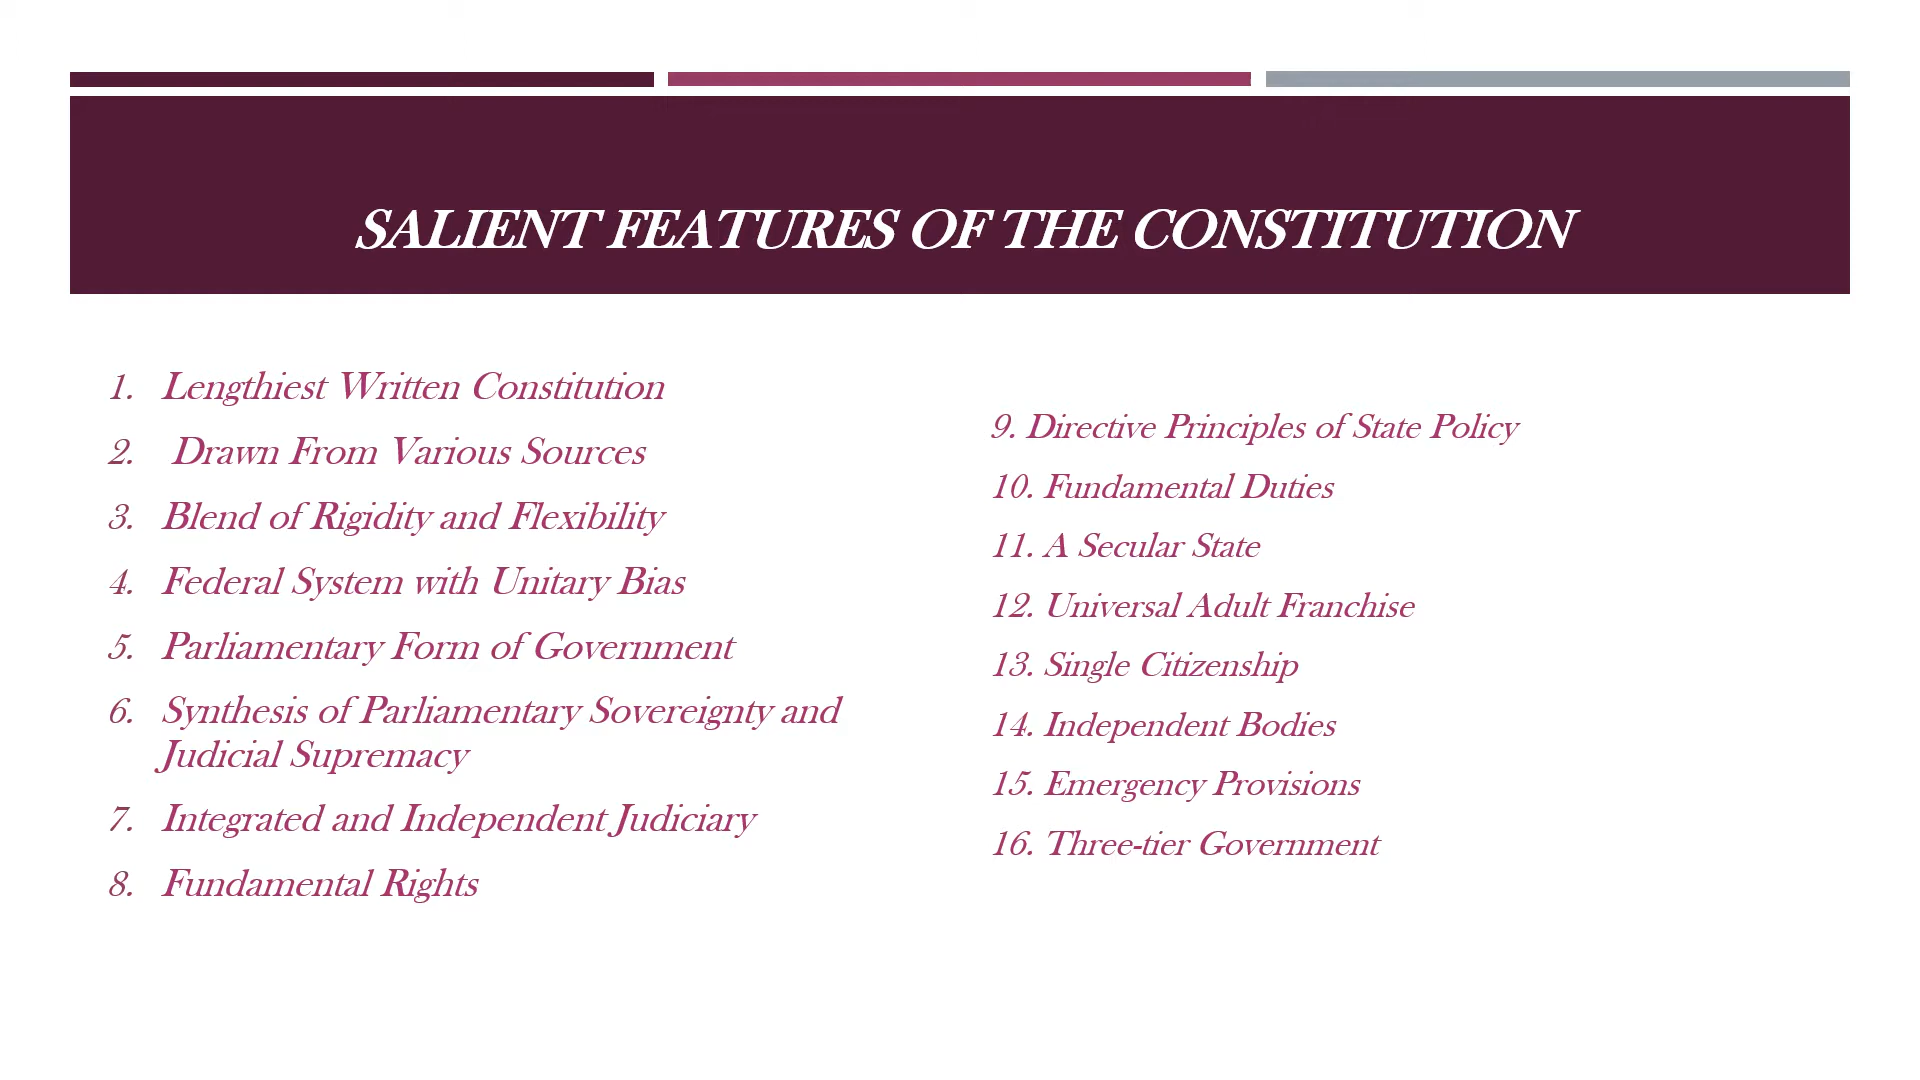 SALIENT FEATURES OF THE CONSTITUTION
1. Lengthiest Written Constitution
2. Drawn From Various Sources
3. Blend of Rigidity and Flexibility
4. Federal System with Unitary Bias
5. Parliamentary Form of Government
6. Synthesis of Parliamentary Sovereignty and
Judicial Supremacy
7. Integrated and Independent Judiciary
8. Fundamental Rights
9. Directive Principles of State Policy
10. Fundamental Duties
11. A Secular State
12. Universal Adult Franchise
13. Single Citizenship
14. Independent Bodies
15. Emergency Provisions
16. Three-tier Government